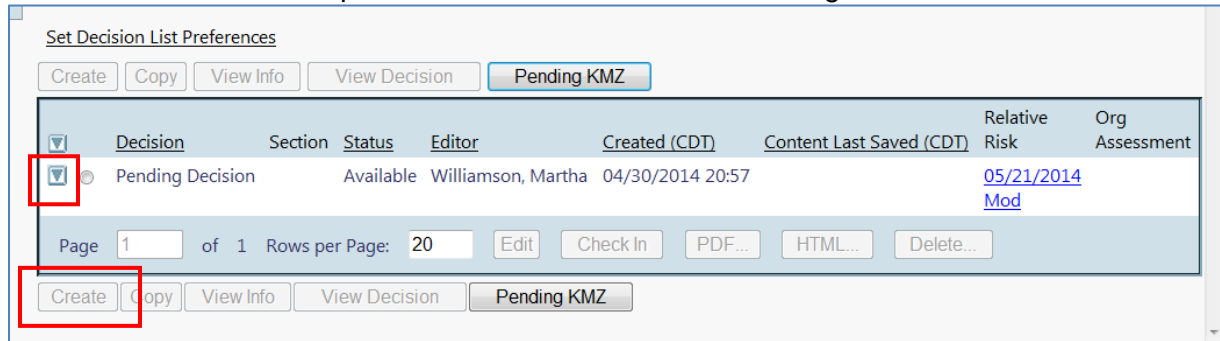 Set Decision List Preferences
Create Copy View Info View Decision Pending KMZ
Decision Section Status Editor Created (CDT) Content Last Saved (CDT) Relative Risk Org Assessment
Pending Decision Available Williamson, Martha 04/30/2014 20:57 05/21/2014 Mod
Page 1 of 1 Rows per Page: 20 Edit Check In PDF... HTML... Delete...
Create Copy View Info View Decision Pending KMZ